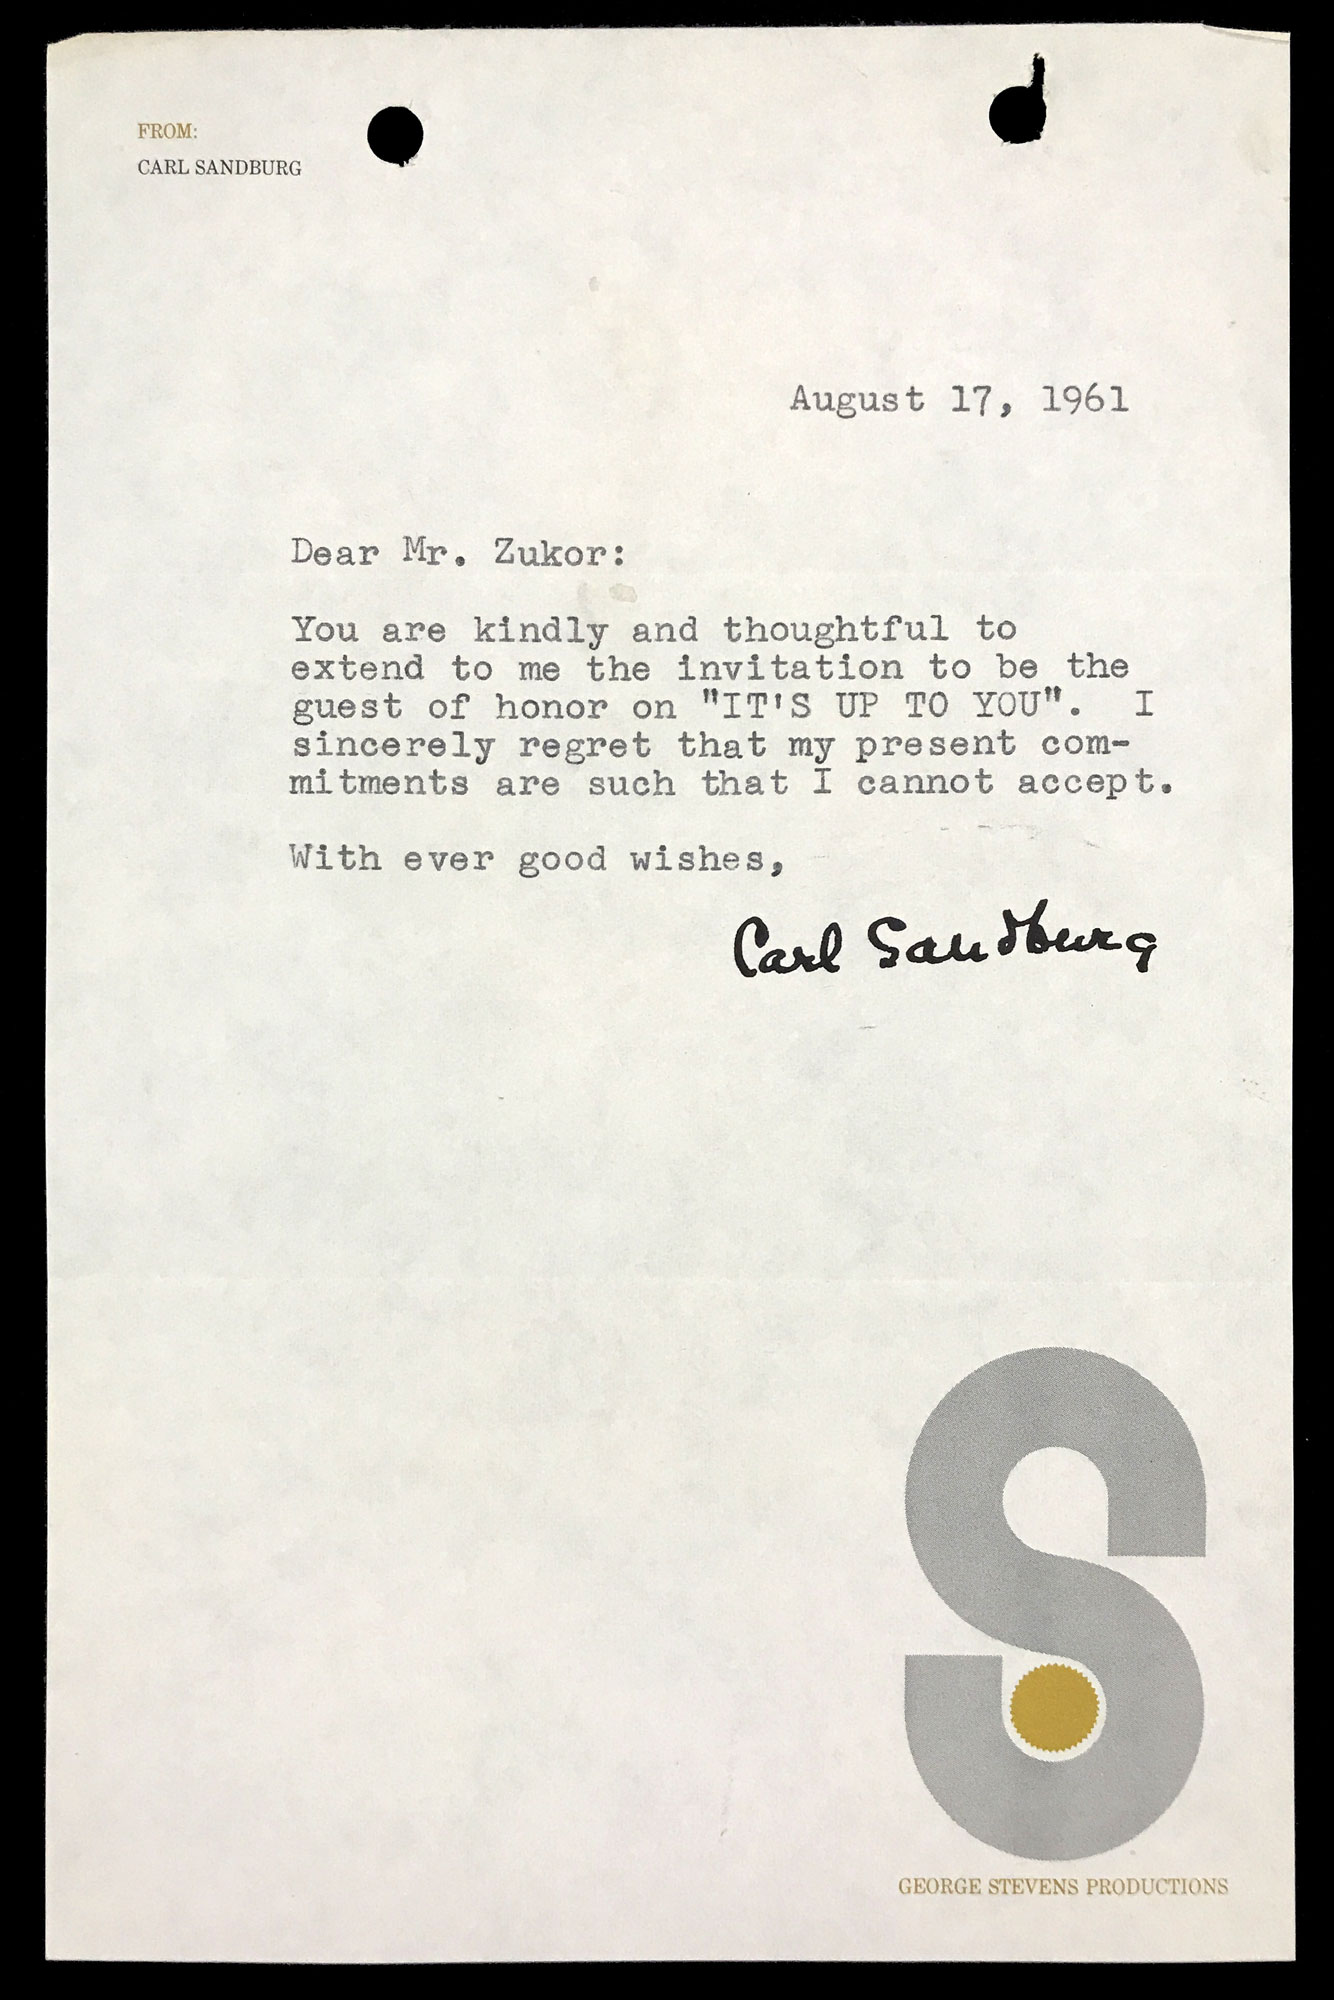 FROM:
CARL SANDBURG
August 17, 1961
Dear Mr. Zukor:
You are kindly and thoughtful to
extend to me the invitation to be the
guest of honor on "IT'S UP TO YOU".  I
sincerely regret that my present com-
mitments are such that I cannot accept.
With ever good wishes,
Carl Sandburg
S
GEORGE STEVENS PRODUCTIONS